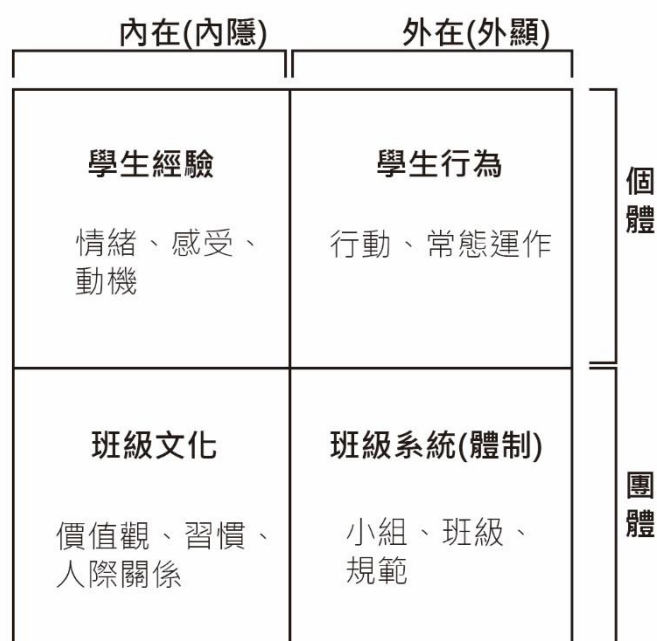 內在(內隱)
外在(外顯)
學生經驗
情緒、感受、
動機
學生行為
行動、常態運作
個體
班級文化
價值觀、習慣、
人際關係
班級系統(體制)
小組、班級、
規範
團體